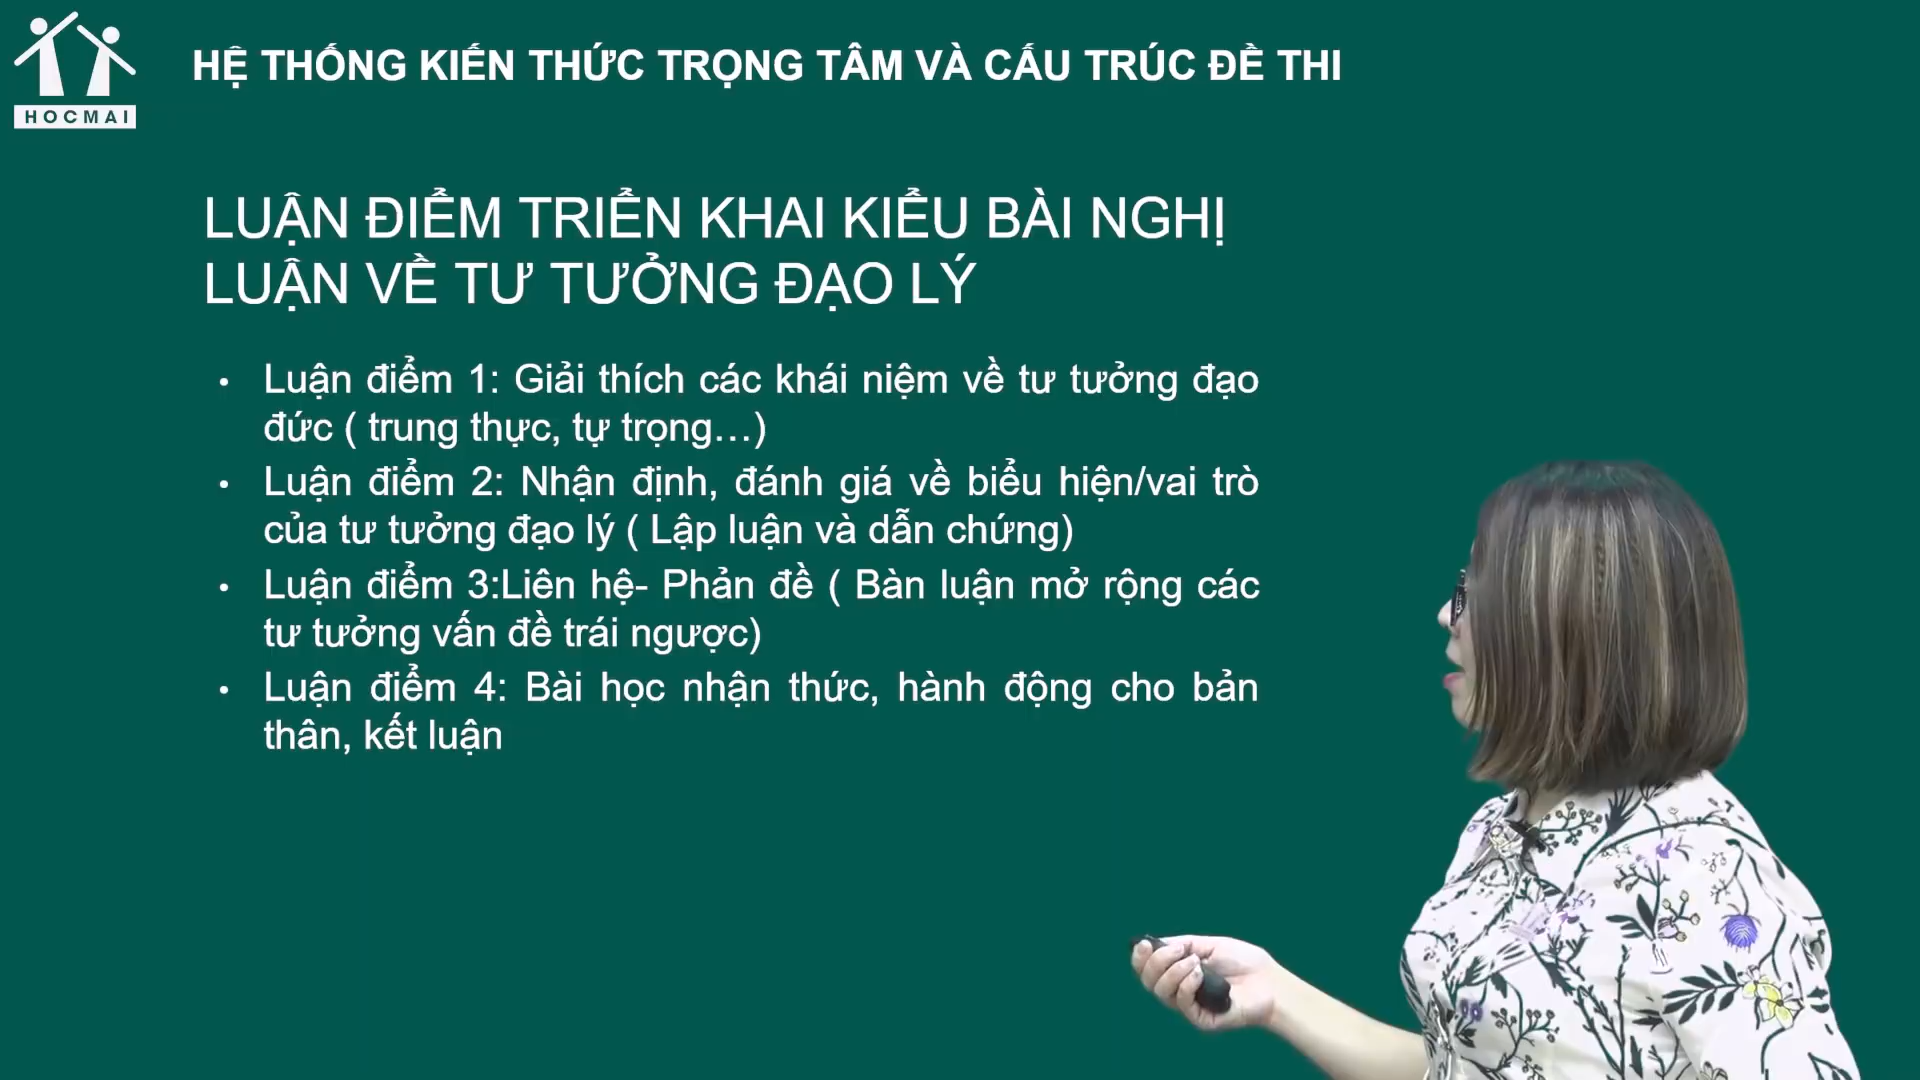 HOCMAI
HỆ THỐNG KIẾN THỨC TRỌNG TÂM VÀ CẤU TRÚC ĐỀ THI
LUẬN ĐIỂM TRIỂN KHAI KIỂU BÀI NGHỊ
LUẬN VỀ TƯ TƯỞNG ĐẠO LÝ
• Luận điểm 1: Giải thích các khái niệm về tư tưởng đạo
đức ( trung thực, tự trọng…)
• Luận điểm 2: Nhận định, đánh giá về biểu hiện/vai trò
của tư tưởng đạo lý ( Lập luận và dẫn chứng)
• Luận điểm 3:Liên hệ- Phản đề ( Bàn luận mở rộng các
tư tưởng vấn đề trái ngược)
• Luận điểm 4: Bài học nhận thức, hành động cho bản
thân, kết luận